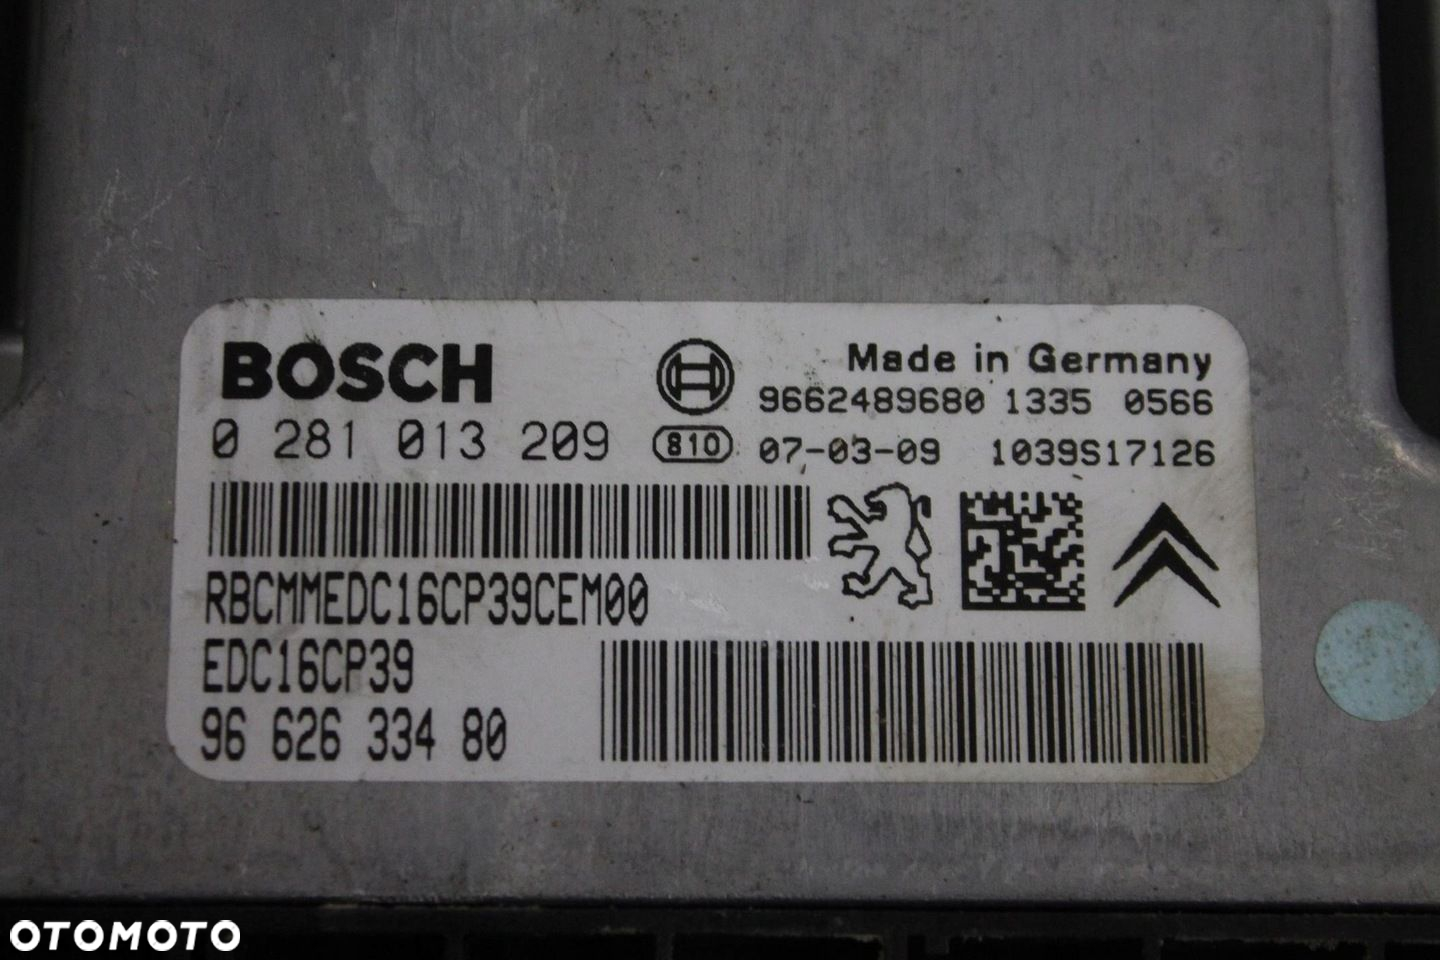 BOSCH
Made in Germany
9662489680 1335 0566
0 281 013 209
810
07-03-09 1039S17126
RBCMMEDC16CP39CEM00
EDC16CP39
96 626 334 80
OTOMOTO